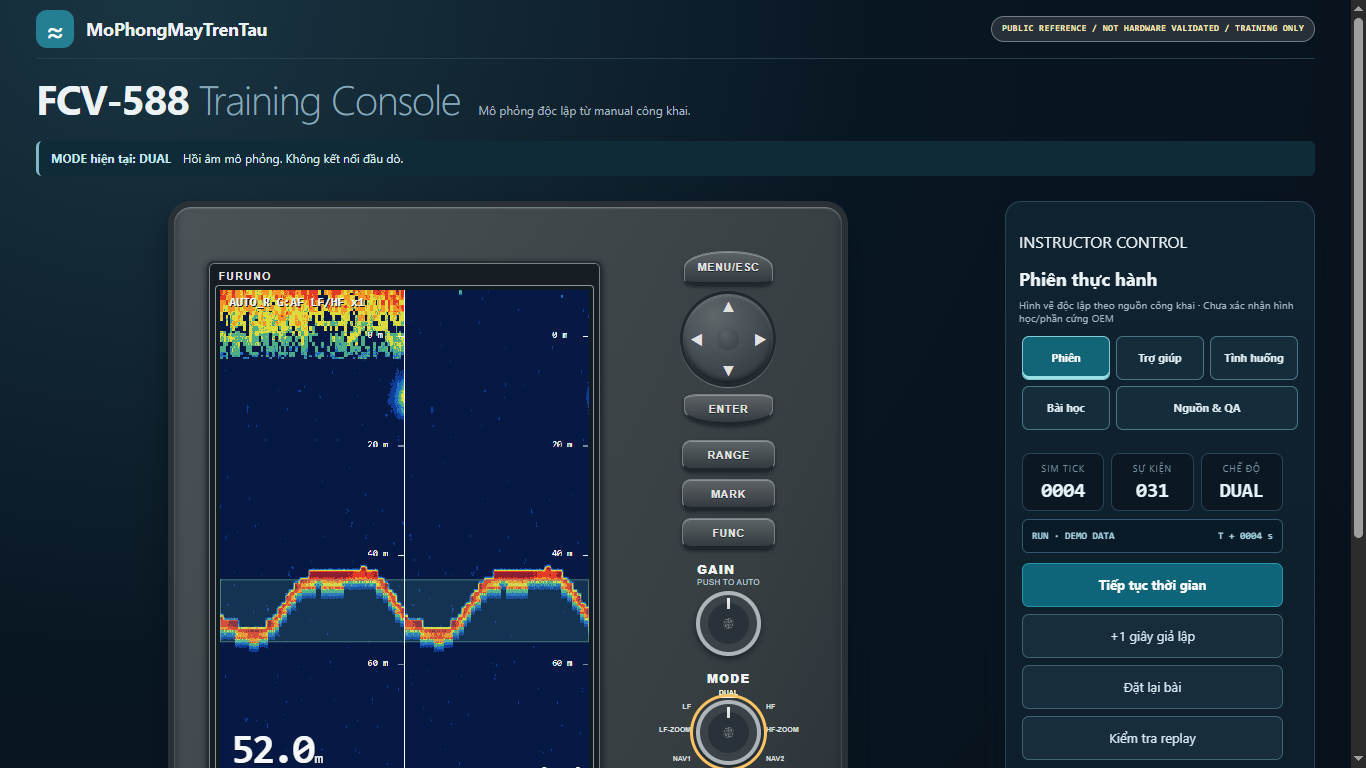 ≈ MoPhongMayTrenTau
PUBLIC REFERENCE / NOT HARDWARE VALIDATED / TRAINING ONLY
FCV-588 Training Console Mô phỏng độc lập từ manual công khai.
MODE hiện tại: DUAL Hồi âm mô phỏng. Không kết nối đầu dò.
FURUNO
AUTO_R G:AF LF/HF x1
0 m 0 m
20 m 20 m
40 m 40 m
60 m 60 m
52.0m
MENU/ESC
ENTER
RANGE
MARK
FUNC
GAIN
PUSH TO AUTO
MODE
DUAL
LF HF
LF-ZOOM HF-ZOOM
NAV1 NAV2
INSTRUCTOR CONTROL
Phiên thực hành
Hình vẽ độc lập theo nguồn công khai · Chưa xác nhận hình
học/phần cứng OEM
Phiên Trợ giúp Tình huống
Bài học Nguồn & QA
SIM TICK SỰ KIỆN CHẾ ĐỘ
0004 031 DUAL
RUN · DEMO DATA T + 0004 s
Tiếp tục thời gian
+1 giây giả lập
Đặt lại bài
Kiểm tra replay